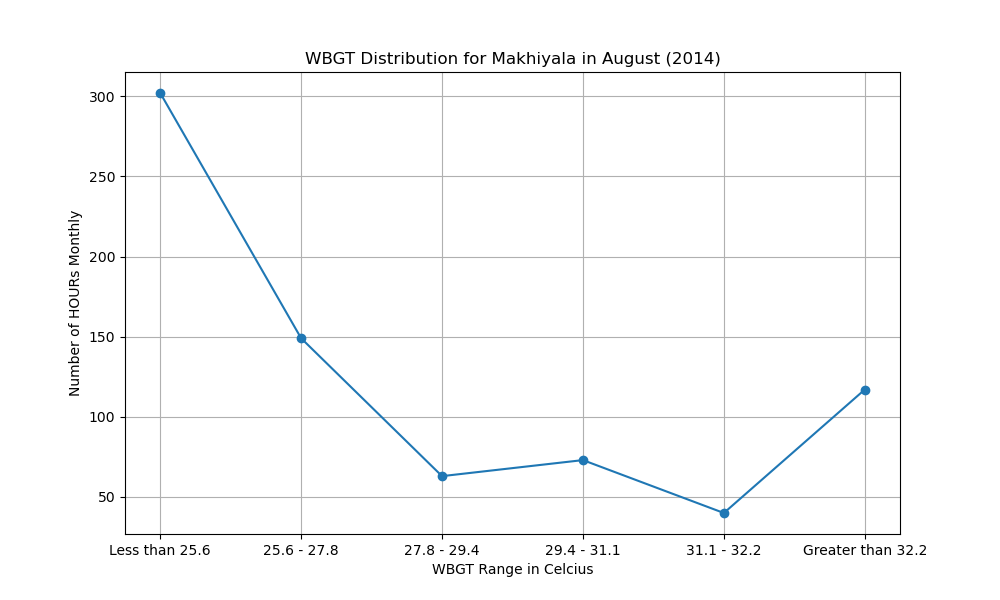 WBGT Distribution for Makhiyala in August (2014)
Number of HOURs Monthly
300
250
200
150
100
50
Less than 25.6
25.6 - 27.8
27.8 - 29.4
29.4 - 31.1
31.1 - 32.2
Greater than 32.2
WBGT Range in Celcius